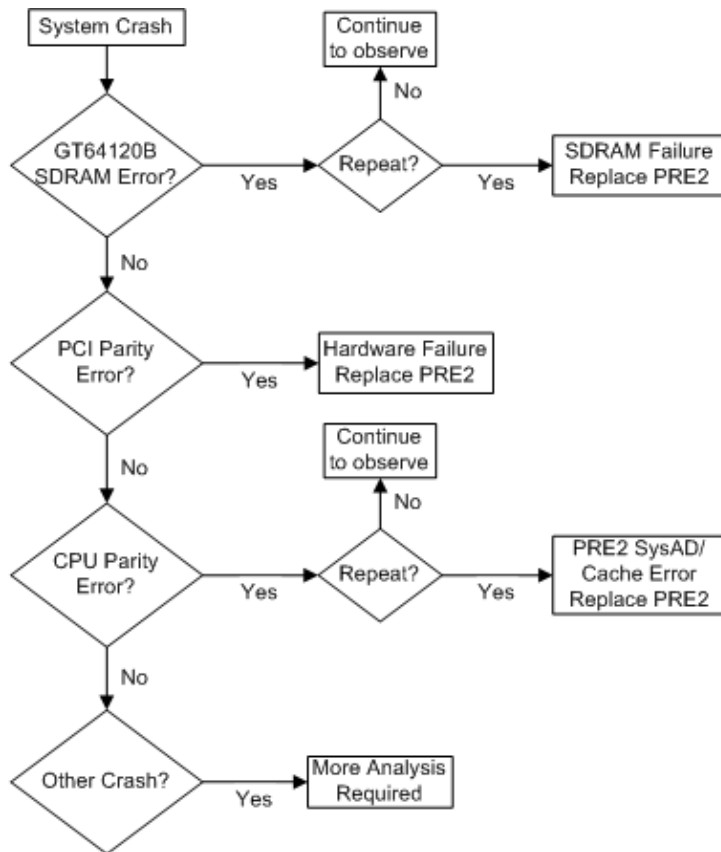 System Crash
Continue
to observe
No
GT64120B
SDRAM Error?
Yes
Repeat?
Yes
SDRAM Failure
Replace PRE2
No
PCI Parity
Error?
Yes
Hardware Failure
Replace PRE2
No
Continue
to observe
No
CPU Parity
Error?
Yes
Repeat?
Yes
PRE2 SysAD/
Cache Error
Replace PRE2
No
Other Crash?
Yes
More Analysis
Required